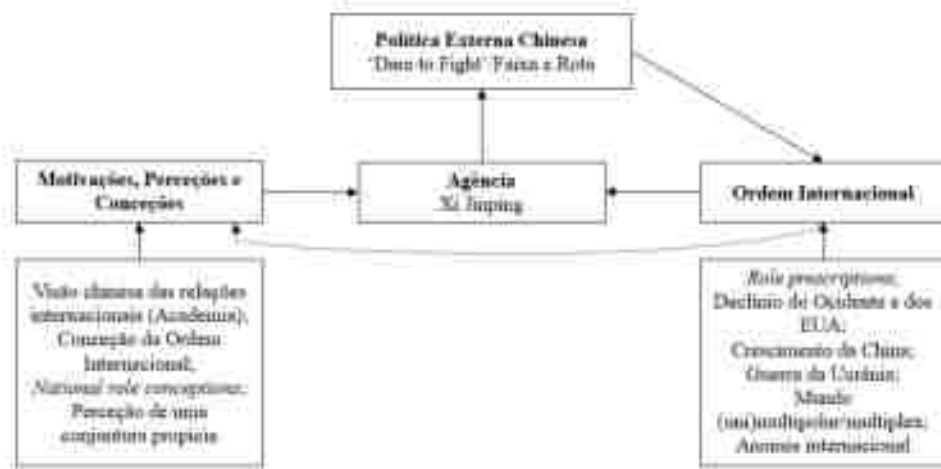 Política Externa Chinesa
'Dare to Fight' Faixa e Rota
Motivações, Perceções e
Conceções
Agência
Xi Jinping
Ordem Internacional
Visão chinesa das relações
internacionais (Academia);
Conceção da Ordem
Internacional;
National role conceptions;
Perceção de uma
conjuntura propícia
Role prescriptions;
Declínio do Ocidente e dos
EUA;
Crescimento da China;
Guerra da Ucrânia;
Mundo
(uni)multipolar/multiplex;
Anomia internacional